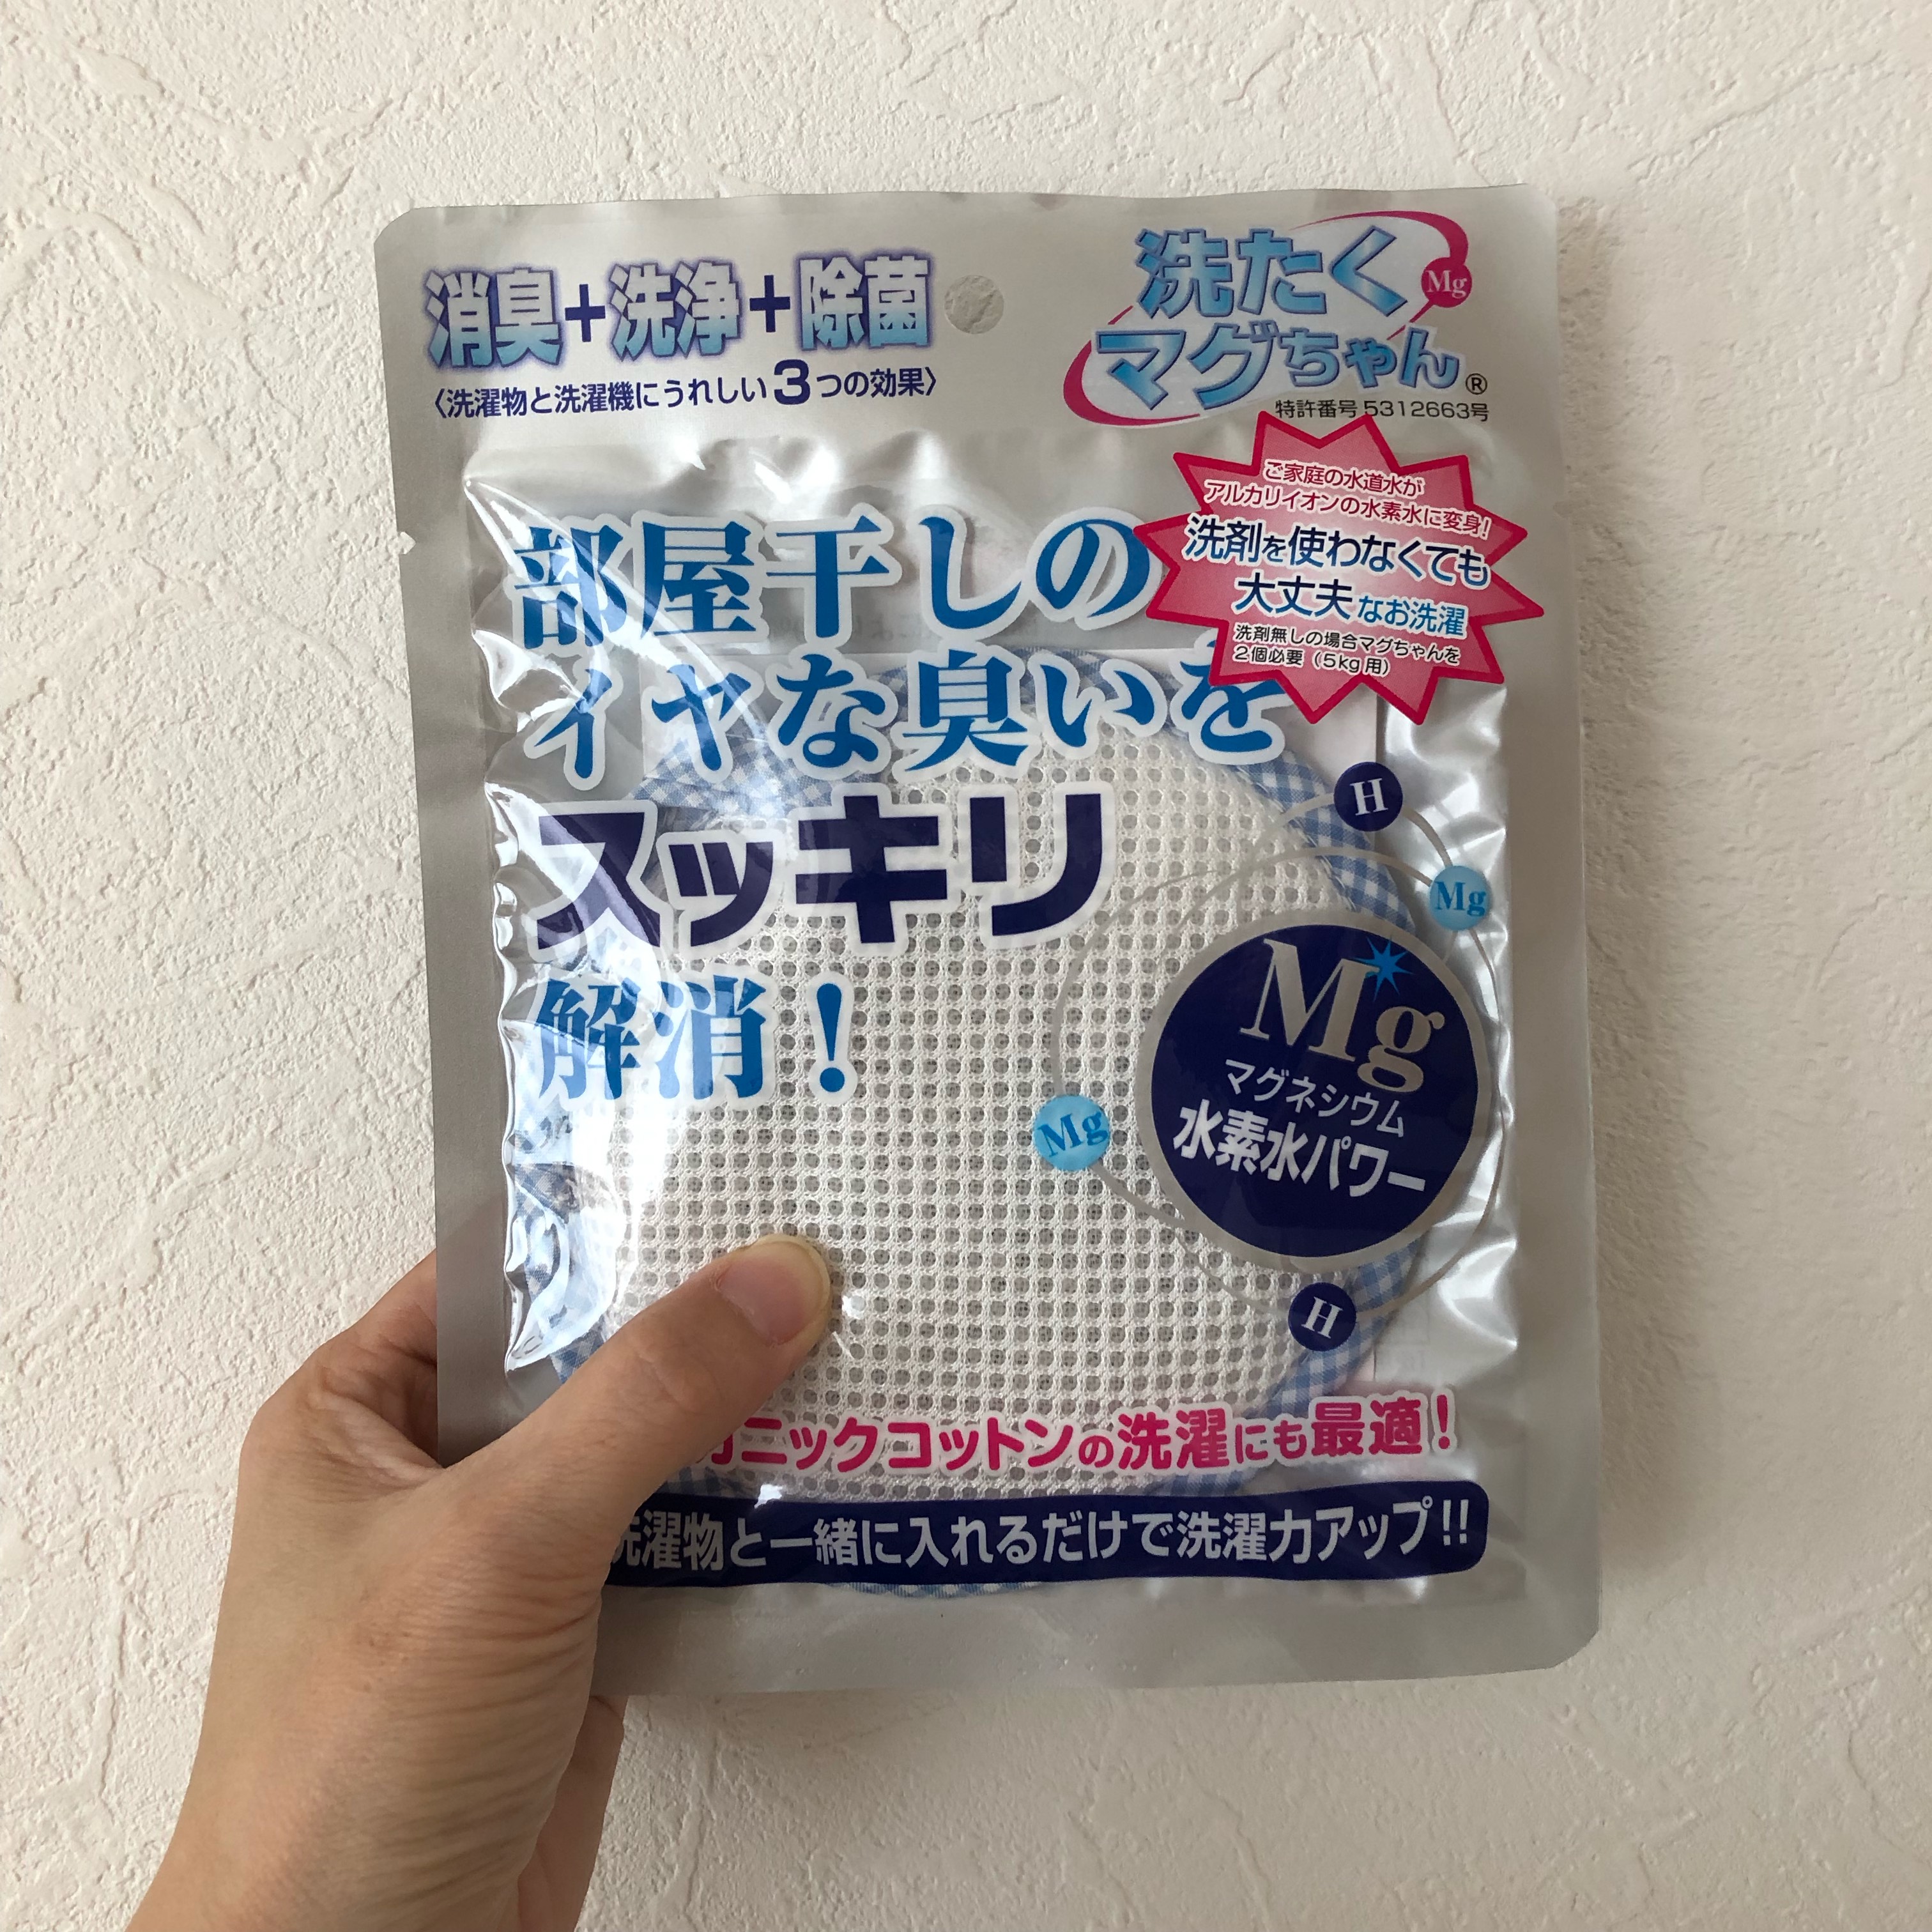 消臭+洗浄+除菌
〈洗濯物と洗濯機にうれしい3つの効果〉
洗たく
Mg
マグちゃん®
特許番号 5312663号
ご家庭の水道水が
アルカリイオンの水素水に変身!
洗剤を使わなくても
大丈夫なお洗濯
洗剤無しの場合マグちゃんを
2個必要(5kg用)
部屋干しの
イヤな臭いを
スッキリ
解消!
H
Mg
Mg
マグネシウム
水素水パワー
Mg
H
ニックコットンの洗濯にも最適!
洗濯物と一緒に入れるだけで洗濯力アップ!!